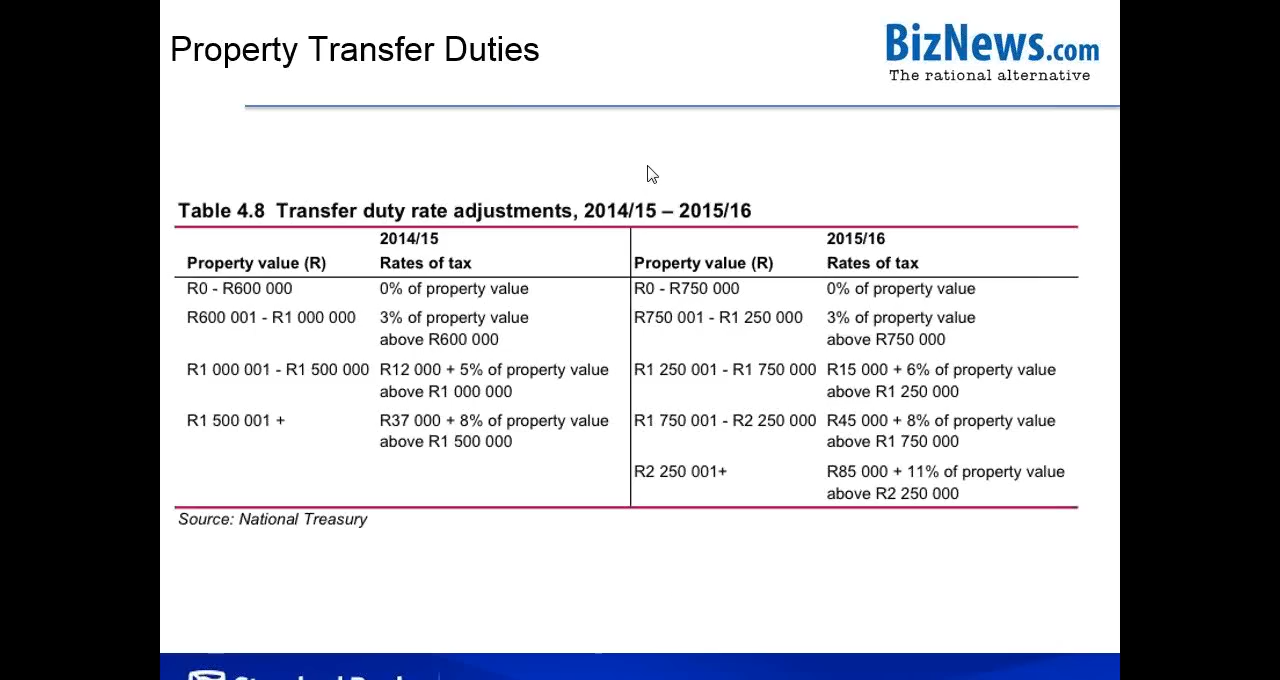 Property Transfer Duties
BizNews.com
The rational alternative
Table 4.8 Transfer duty rate adjustments, 2014/15 – 2015/16
2014/15 2015/16
Property value (R) Rates of tax Property value (R) Rates of tax
R0 - R600 000 0% of property value R0 - R750 000 0% of property value
R600 001 - R1 000 000 3% of property value R750 001 - R1 250 000 3% of property value
above R600 000 above R750 000
R1 000 001 - R1 500 000 R12 000 + 5% of property value R1 250 001 - R1 750 000 R15 000 + 6% of property value
above R1 000 000 above R1 250 000
R1 500 001 + R37 000 + 8% of property value R1 750 001 - R2 250 000 R45 000 + 8% of property value
above R1 500 000 above R1 750 000
R2 250 001+ R85 000 + 11% of property value
above R2 250 000
Source: National Treasury